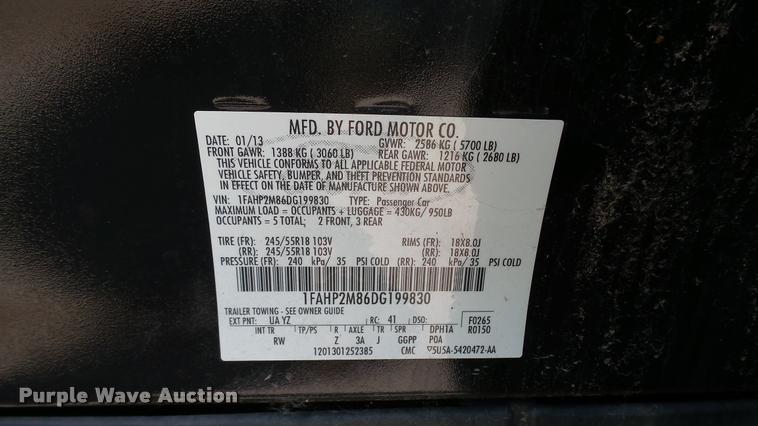 MFD. BY FORD MOTOR CO.
DATE: 01/13 GVWR: 2586 KG ( 5700 LB)
FRONT GAWR: 1388 KG ( 3060 LB) REAR GAWR: 1216 KG ( 2680 LB)
THIS VEHICLE CONFORMS TO ALL APPLICABLE FEDERAL MOTOR
VEHICLE SAFETY, BUMPER, AND THEFT PREVENTION STANDARDS
IN EFFECT ON THE DATE OF MANUFACTURE SHOWN ABOVE.
VIN: 1FAHP2M86DG199830 TYPE: Passenger Car
MAXIMUM LOAD = OCCUPANTS + LUGGAGE = 430KG/ 950LB
OCCUPANTS = 5 TOTAL; 2 FRONT, 3 REAR
TIRE (FR): 245/55R18 103V RIMS (FR): 18X8.0J
(RR): 245/55R18 103V (RR): 18X8.0J
PRESSURE (FR): 240 kPa/ 35 PSI COLD (RR): 240 kPa/ 35 PSI COLD
1FAHP2M86DG199830
TRAILER TOWING - SEE OWNER GUIDE
EXT PNT: UA YZ RC: 41 DSO: F0265
INT TR TP/PS R AXLE TR SPR DPHTA R0150
RW Z 3A J GGPP POA
1201301252385 CMC ▽5U5A-5420472-AA
Purple Wave Auction